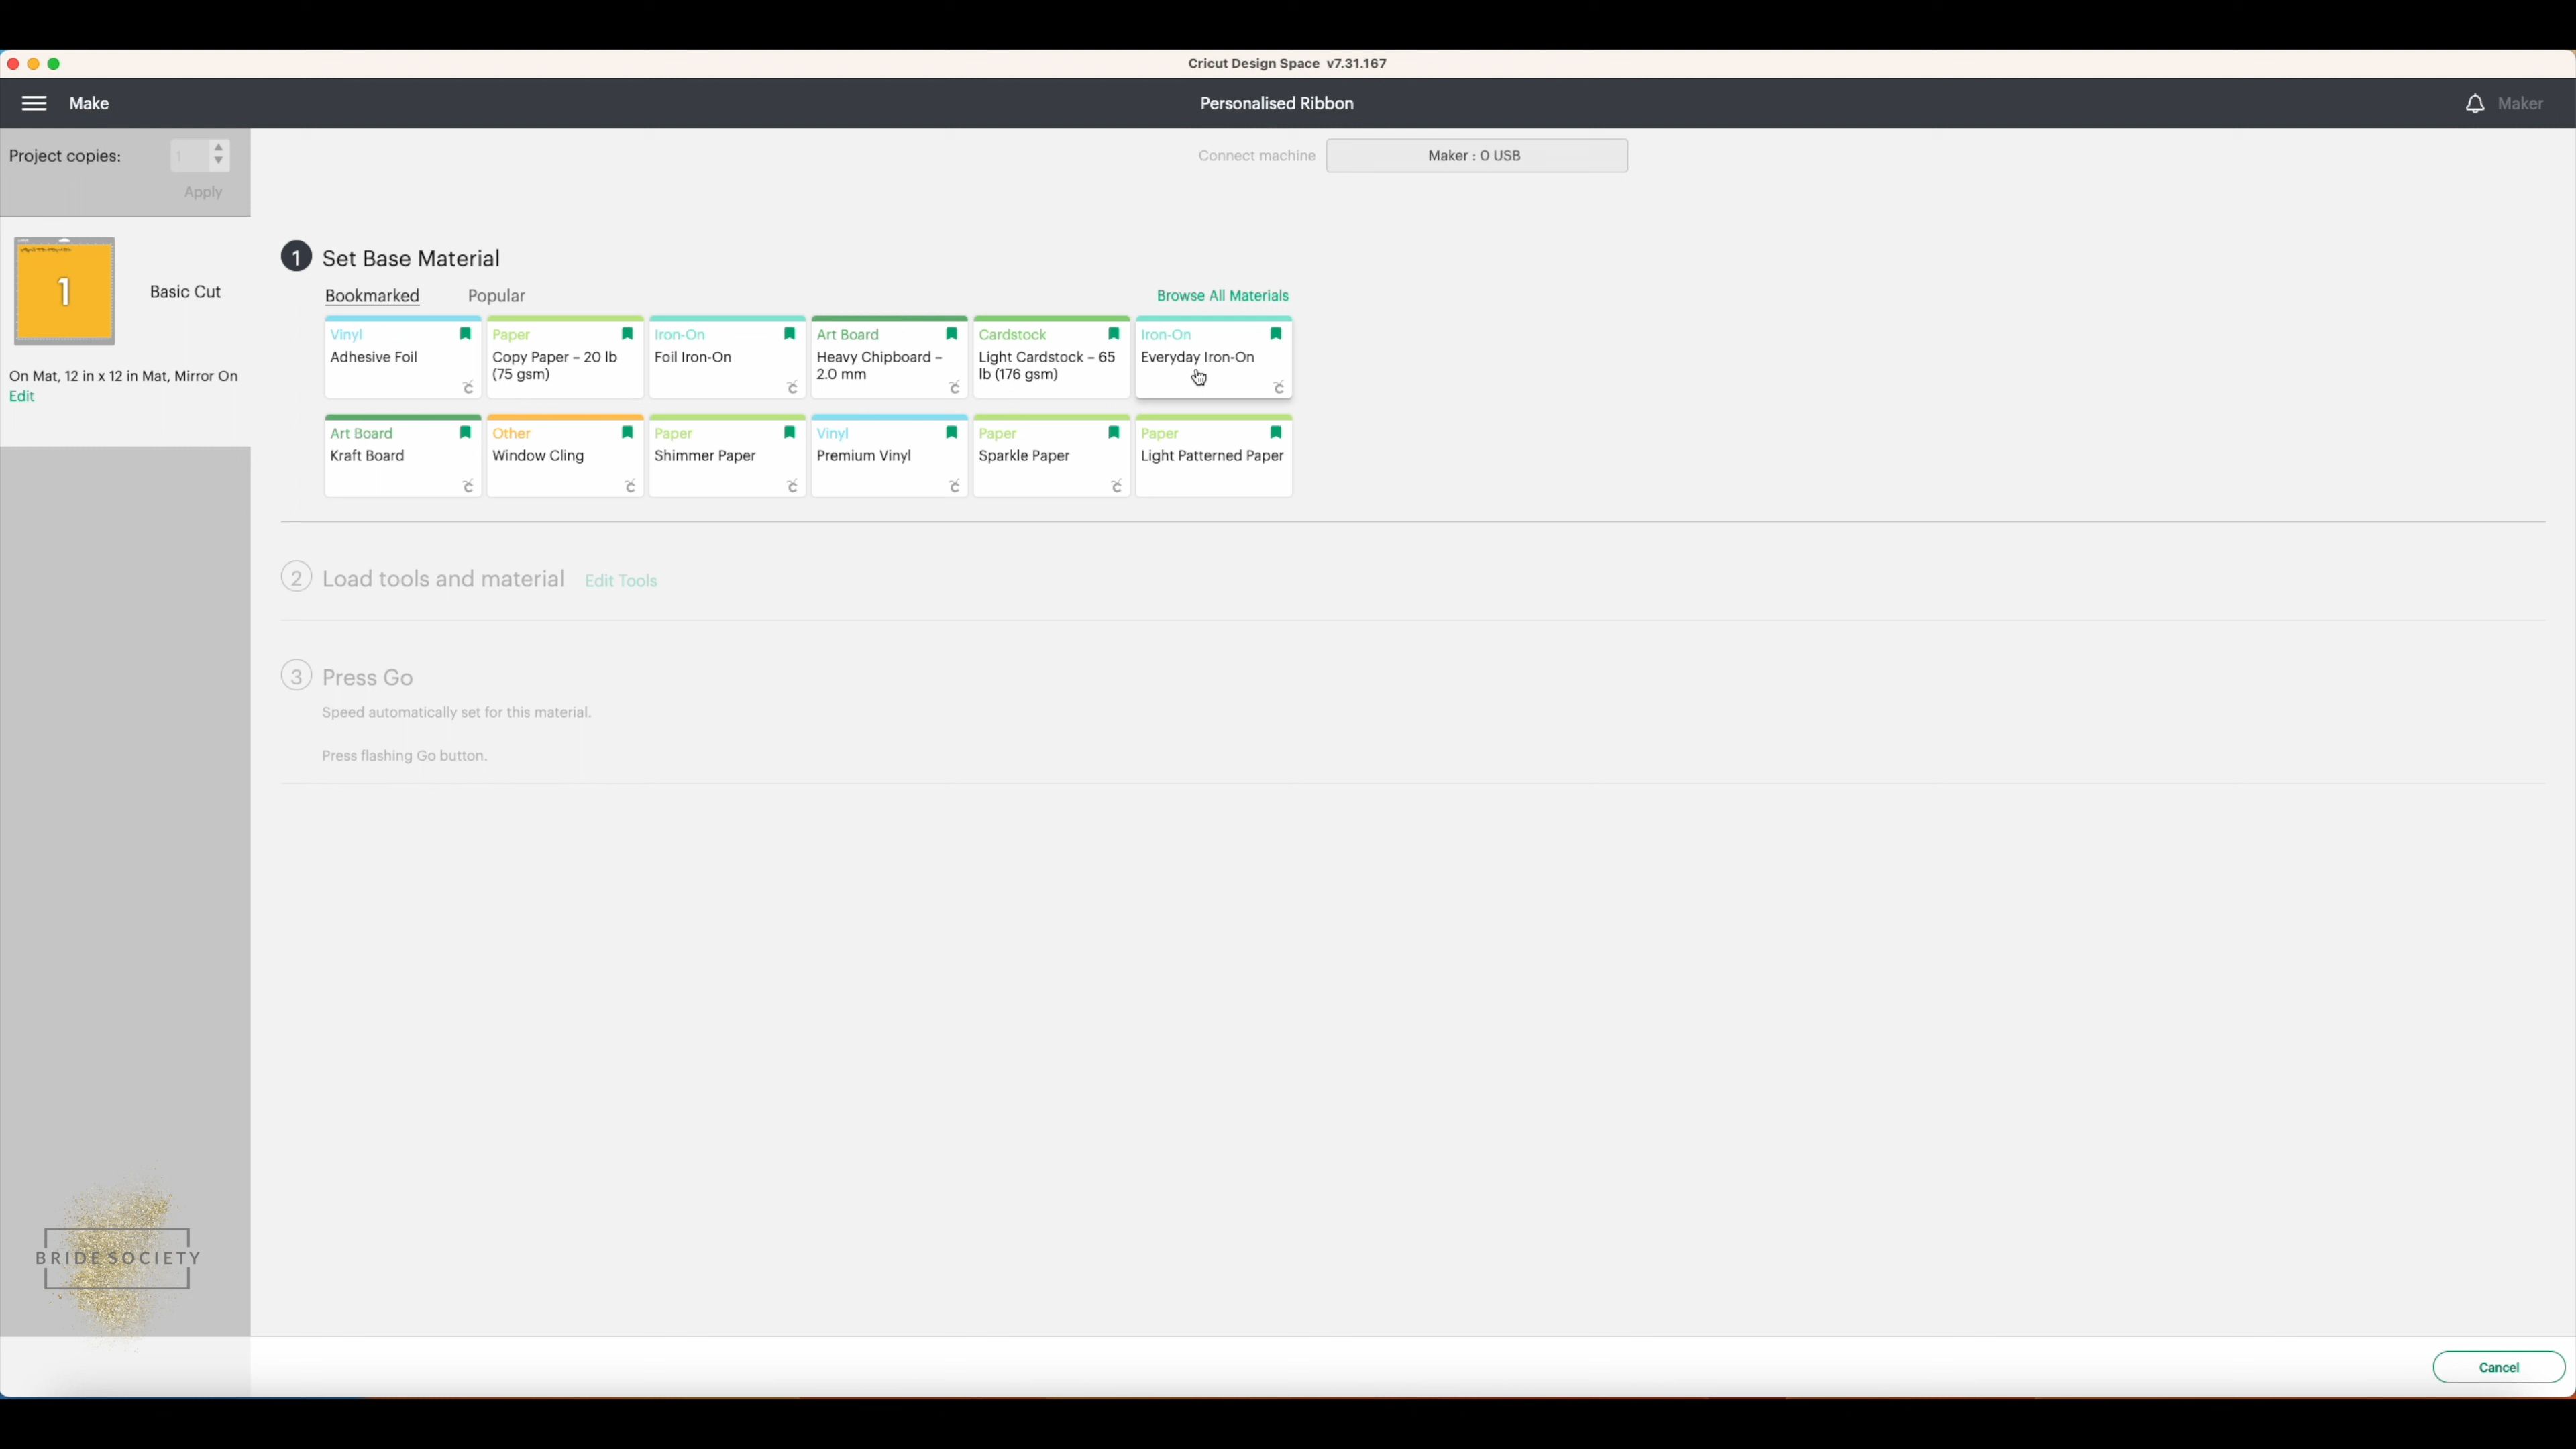 Cricut Design Space v7.31.167
Make
Personalised Ribbon
Maker
Project copies:
1
Apply
Connect machine
Maker : 0 USB
1
Basic Cut
On Mat, 12 in x 12 in Mat, Mirror On
Edit
1 Set Base Material
Bookmarked
Popular
Browse All Materials
Vinyl
Adhesive Foil
Paper
Copy Paper – 20 lb
(75 gsm)
Iron-On
Foil Iron-On
Art Board
Heavy Chipboard –
2.0 mm
Cardstock
Light Cardstock – 65
lb (176 gsm)
Iron-On
Everyday Iron-On
Art Board
Kraft Board
Other
Window Cling
Paper
Shimmer Paper
Vinyl
Premium Vinyl
Paper
Sparkle Paper
Paper
Light Patterned Paper
2 Load tools and material Edit Tools
3 Press Go
Speed automatically set for this material.
Press flashing Go button.
BRIDE SOCIETY
Cancel